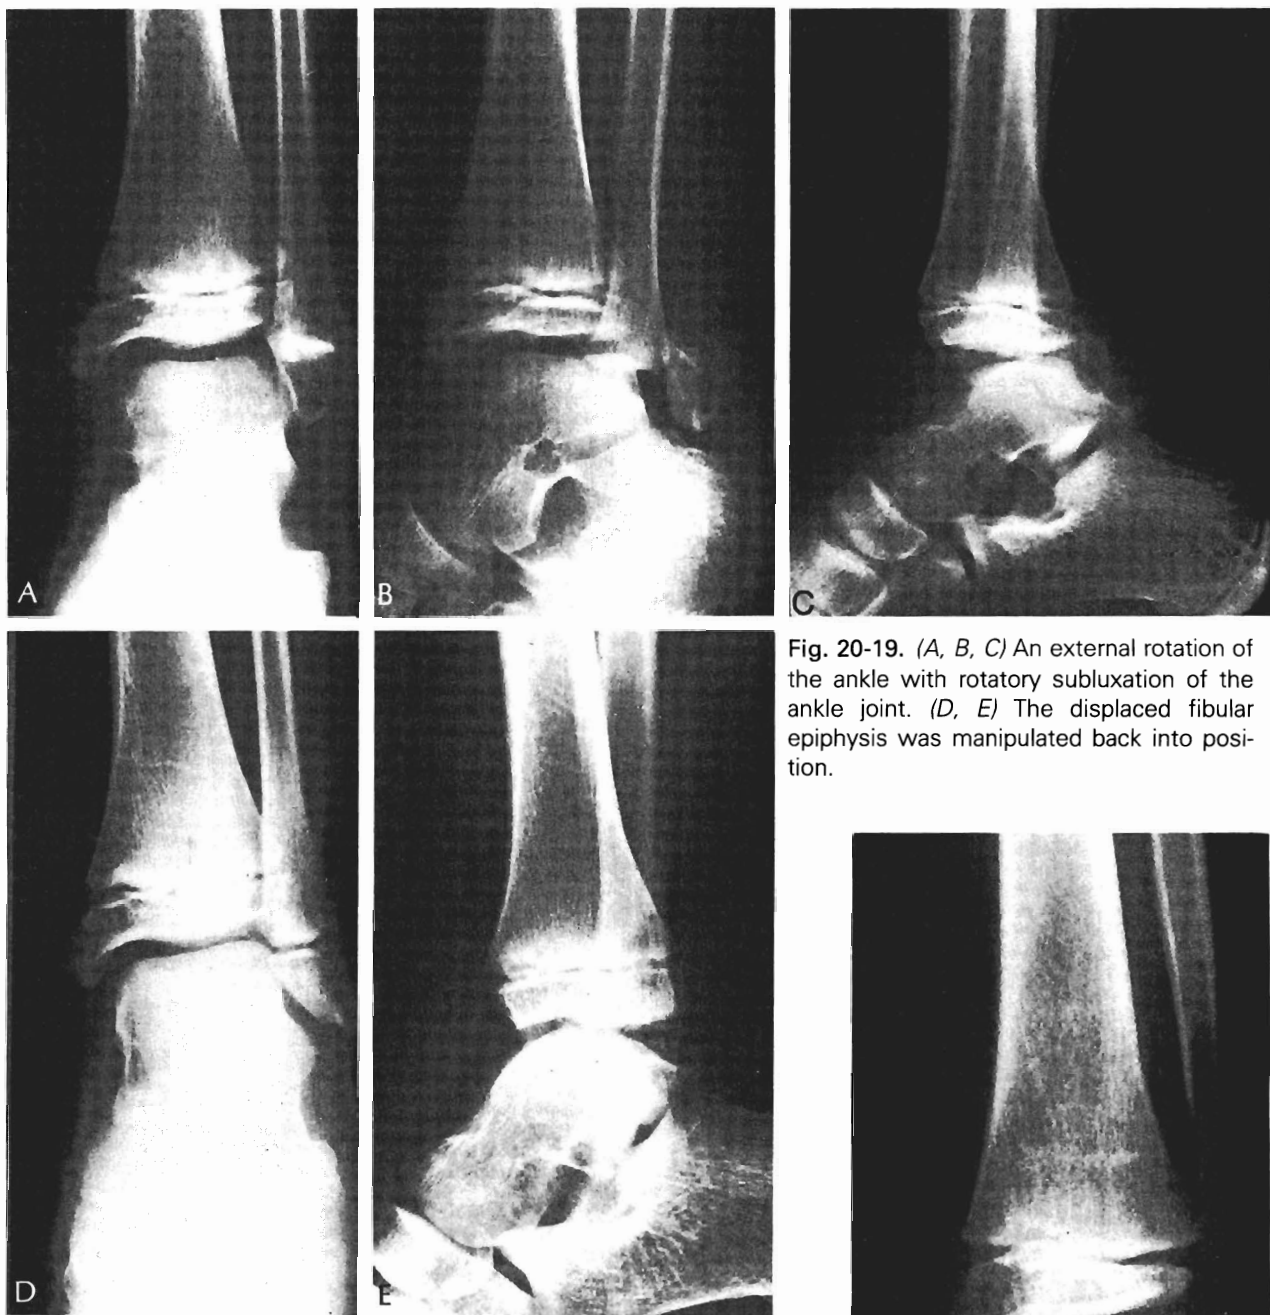 A
B
C
Fig. 20-19. (A, B, C) An external rotation of
the ankle with rotatory subluxation of the
ankle joint. (D, E) The displaced fibular
epiphysis was manipulated back into posi-
tion.
D
E